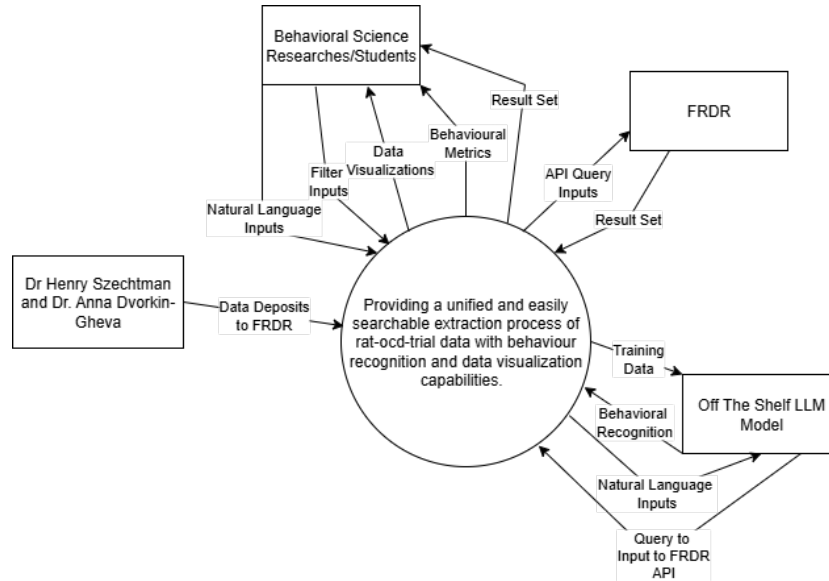 Behavioral Science
Researches/Students
FRDR
Result Set
Behavioural
Metrics
Data
Visualizations
Filter
Inputs
API Query
Inputs
Natural Language
Inputs
Result Set
Dr Henry Szechtman
and Dr. Anna Dvorkin-
Gheva
Data Deposits
to FRDR
Providing a unified and easily
searchable extraction process of
rat-ocd-trial data with behaviour
recognition and data visualization
capabilities.
Training
Data
Off The Shelf LLM
Model
Behavioral
Recognition
Natural Language
Inputs
Query to
Input to FRDR
API